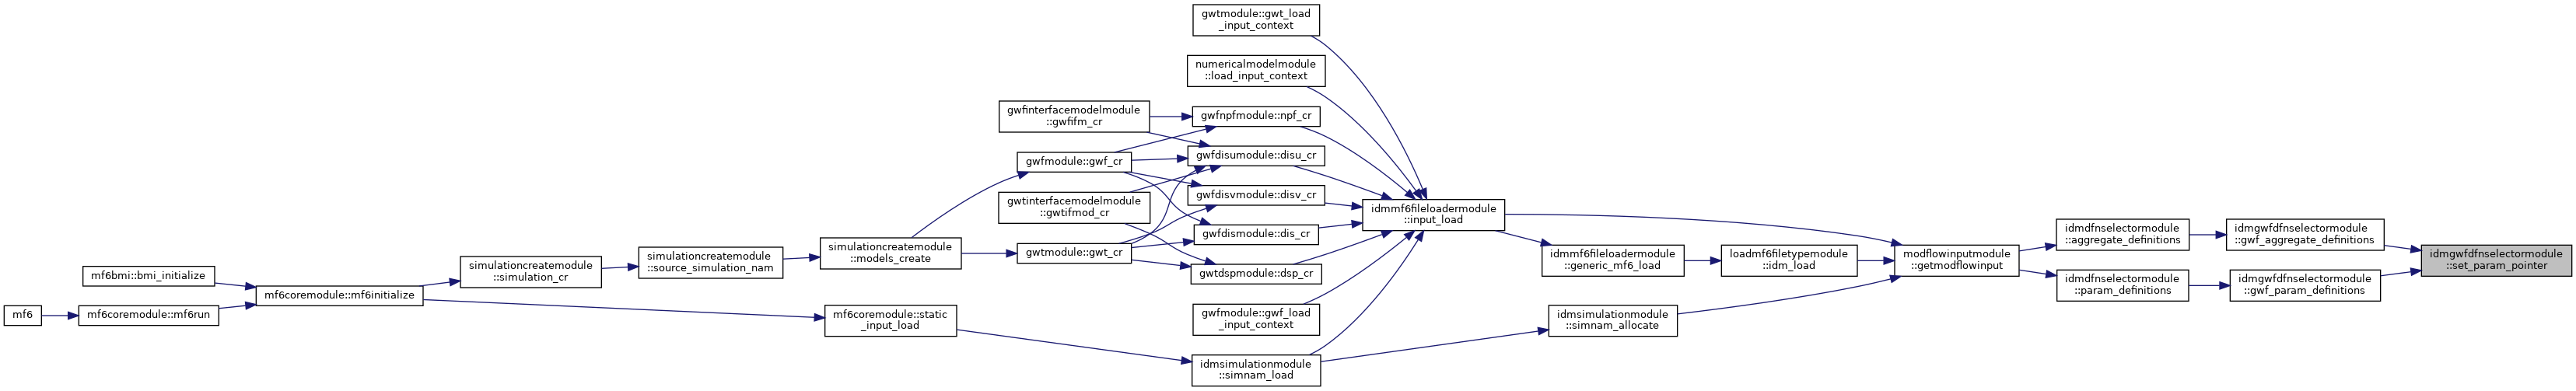 gwtmodule::gwt_load
_input_context
numericalmodelmodule
::load_input_context
gwfinterfacemodelmodule
::gwfifm_cr
gwfnpfmodule::npf_cr
gwfmodule::gwf_cr
gwfdisumodule::disu_cr
gwtinterfacemodelmodule
::gwtifmod_cr
gwfdisvmodule::disv_cr
idmmf6fileloadermodule
::input_load
gwfdismodule::dis_cr
idmdfnselectormodule
::aggregate_definitions
idmgwfdfnselectormodule
::gwf_aggregate_definitions
simulationcreatemodule
::models_create
gwtmodule::gwt_cr
simulationcreatemodule
::source_simulation_nam
idmmf6fileloadermodule
::generic_mf6_load
loadmf6filetypemodule
::idm_load
modflowinputmodule
::getmodflowinput
idmgwfdfnselectormodule
::set_param_pointer
simulationcreatemodule
::simulation_cr
mf6bmi::bmi_initialize
gwtdspmodule::dsp_cr
idmdfnselectormodule
::param_definitions
idmgwfdfnselectormodule
::gwf_param_definitions
mf6coremodule::mf6initialize
mf6
mf6coremodule::mf6run
mf6coremodule::static
_input_load
gwfmodule::gwf_load
_input_context
idmsimulationmodule
::simnam_allocate
idmsimulationmodule
::simnam_load